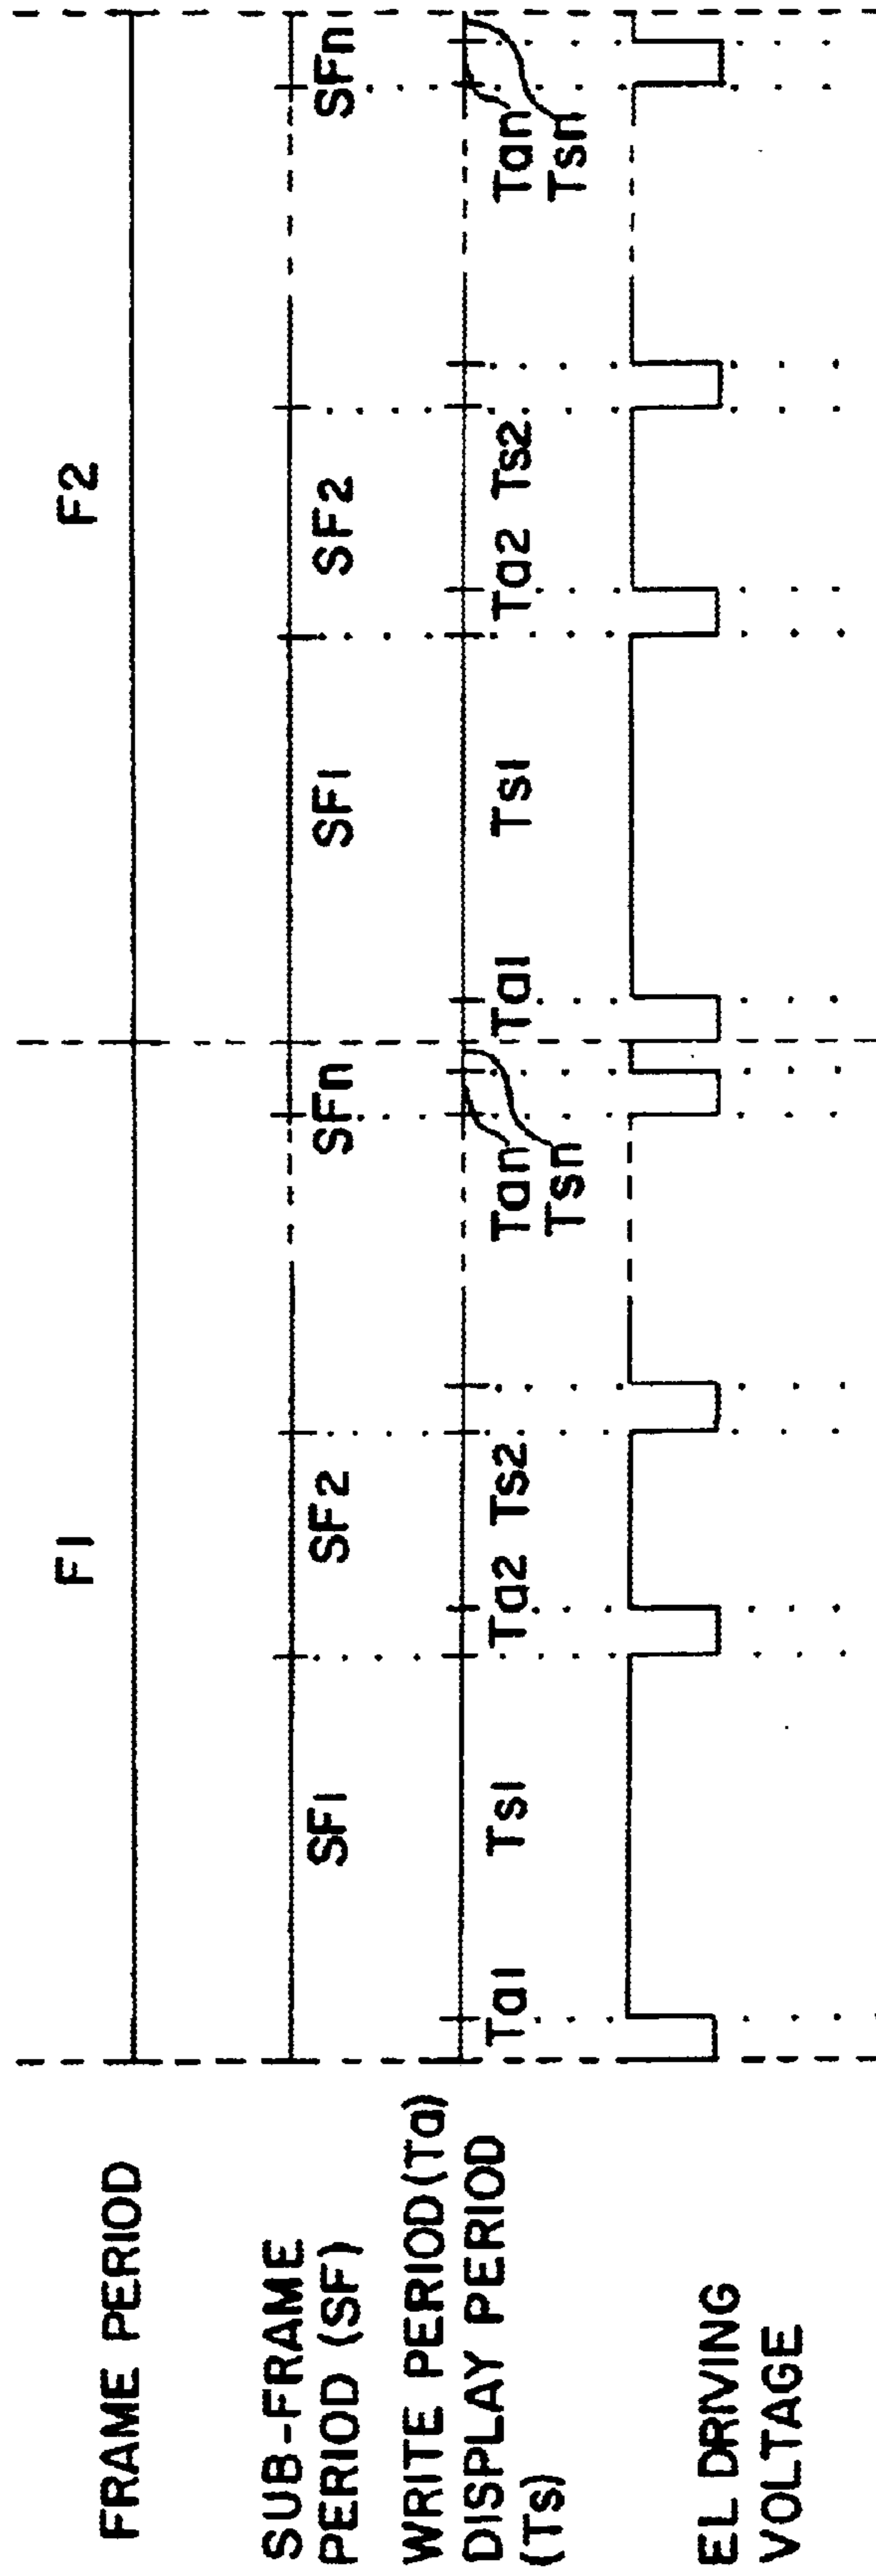 FRAME PERIOD
F1
F2
SUB-FRAME
PERIOD (SF)
SF1
SF2
SFn
SF1
SF2
SFn
WRITE PERIOD (Ta)
DISPLAY PERIOD
(Ts)
Ta1
Ts1
Ta2
Ts2
Tan
Tsn
Ta1
Ts1
Ta2
Ts2
Tan
Tsn
EL DRIVING
VOLTAGE